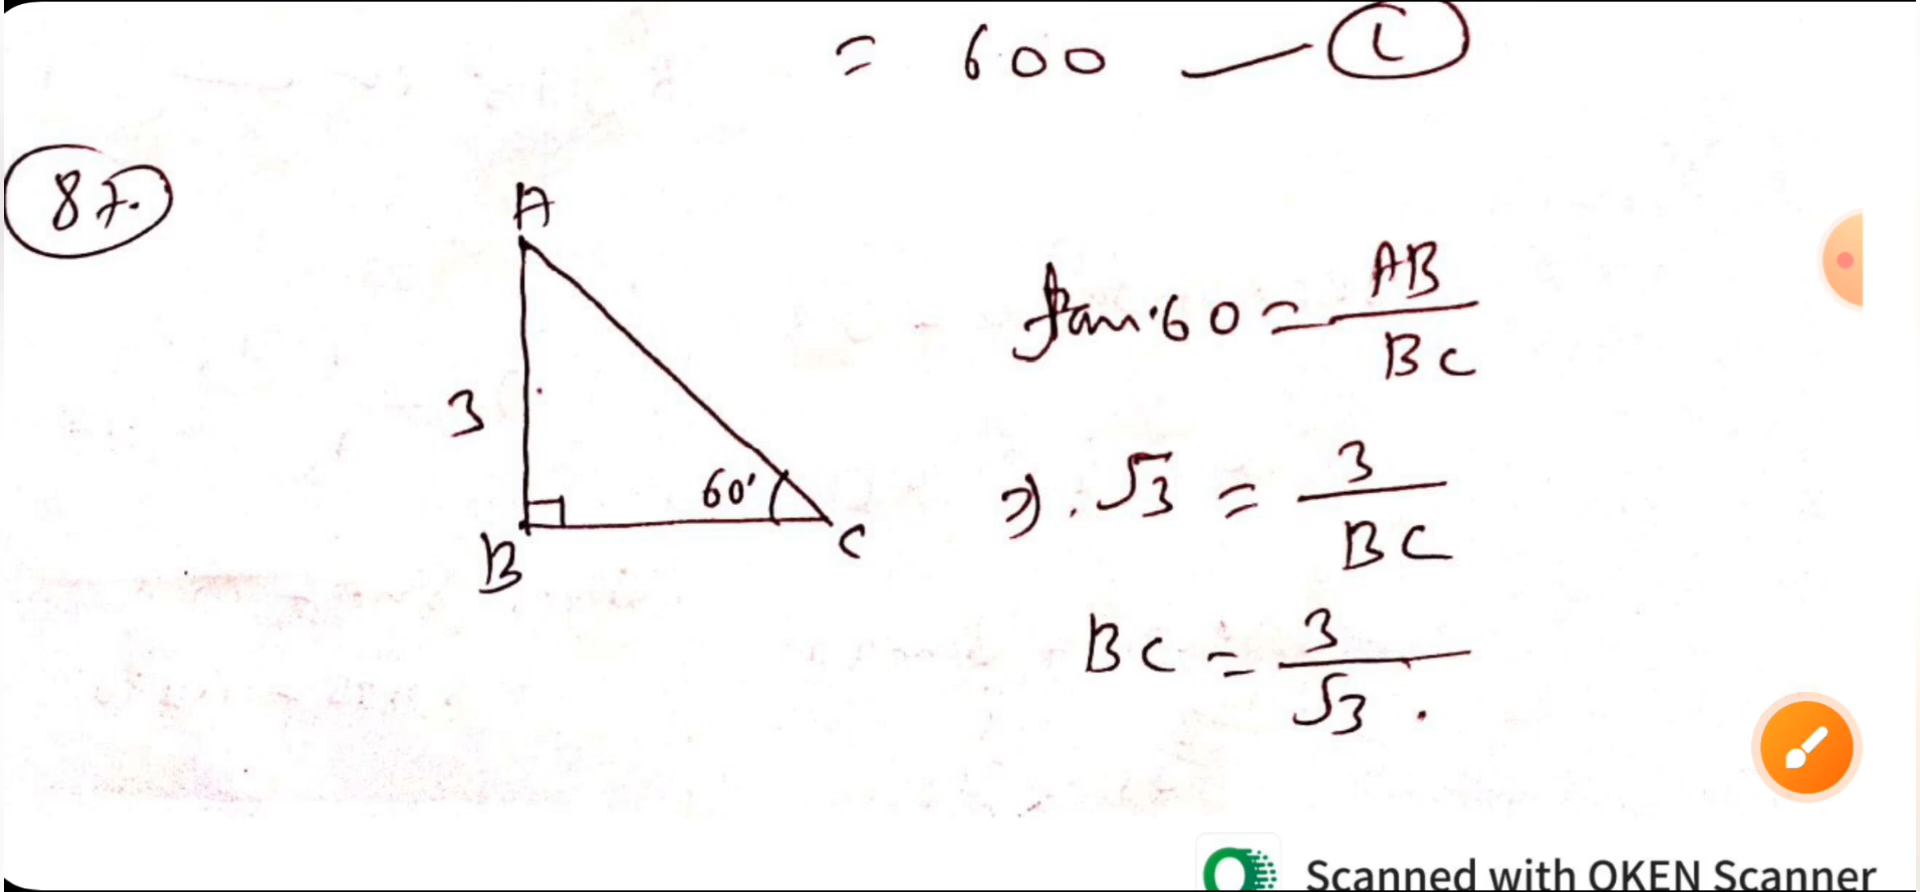 = 600 — C
87.
A
tan 60 = AB / BC
3
60°
⇒ √3 = 3 / BC
B
C
BC = 3 / √3 .
Scanned with OKEN Scanner